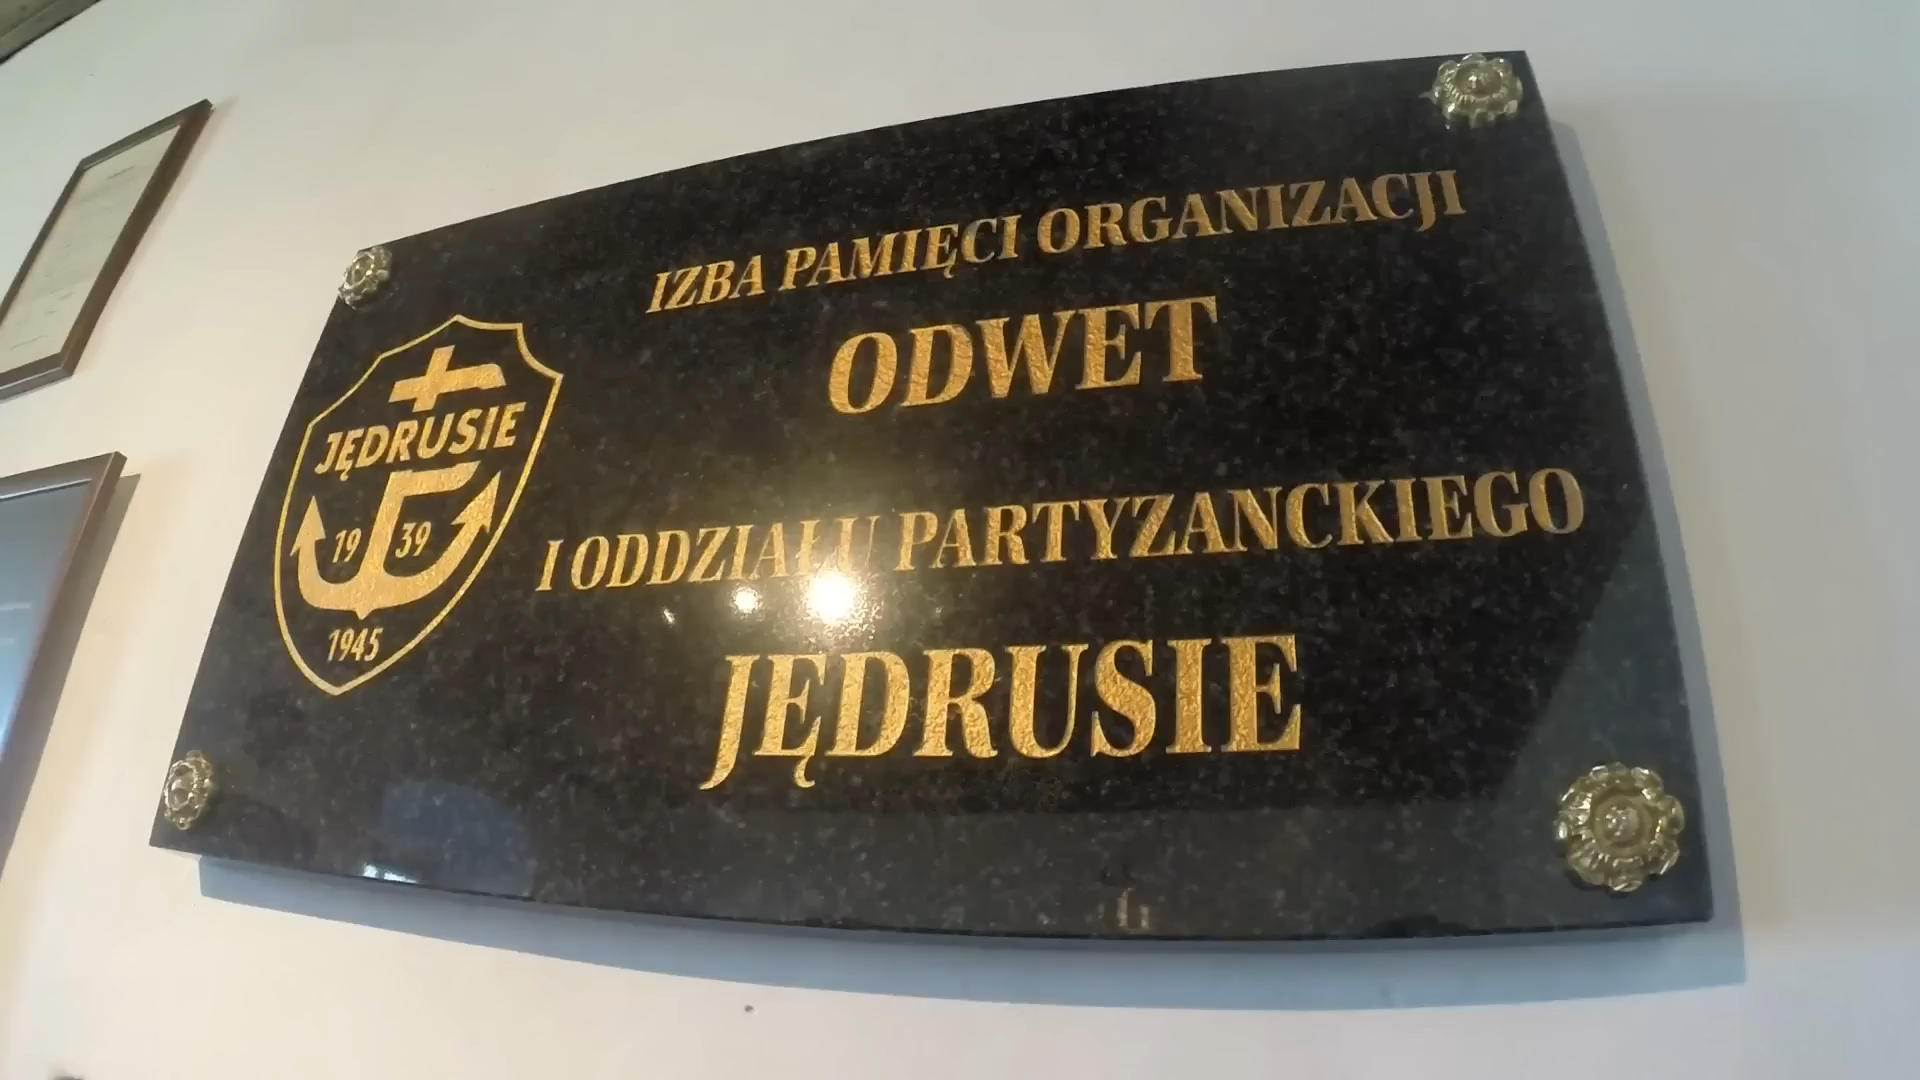 IZBA PAMIĘCI ORGANIZACJI
ODWET
I ODDZIAŁU PARTYZANCKIEGO
JĘDRUSIE
JĘDRUSIE
19 39
1945